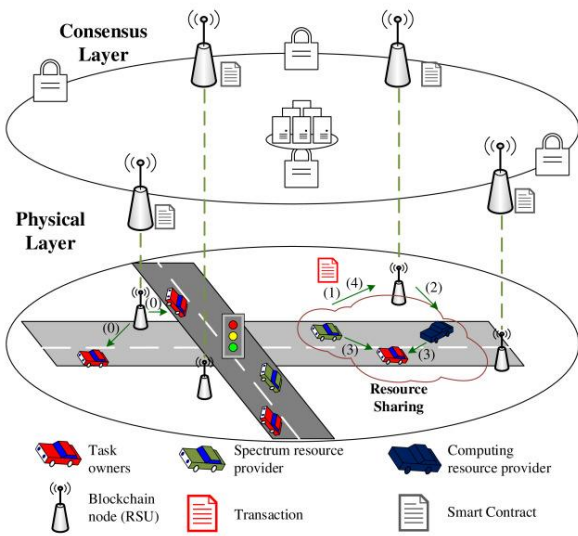 Consensus
Layer
Physical
Layer
(0)
(0)
(1)
(4)
(2)
(3)
(3)
Resource
Sharing
Task
owners
Spectrum resource
provider
Computing
resource provider
Blockchain
node (RSU)
Transaction
Smart Contract